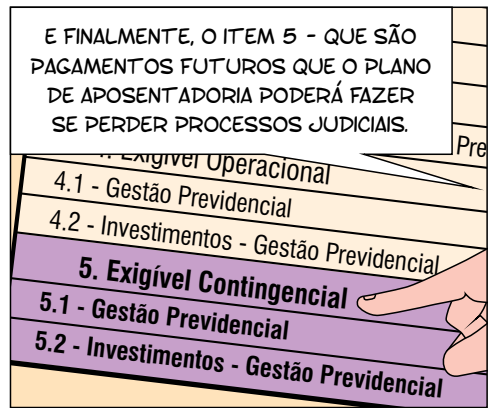 E FINALMENTE, O ITEM 5 - QUE SÃO
PAGAMENTOS FUTUROS QUE O PLANO
DE APOSENTADORIA PODERÁ FAZER
SE PERDER PROCESSOS JUDICIAIS.
Pre
Exigível Operacional
4.1 - Gestão Previdencial
4.2 - Investimentos - Gestão Previdencial
5. Exigível Contingencial
5.1 - Gestão Previdencial
5.2 - Investimentos - Gestão Previdencial